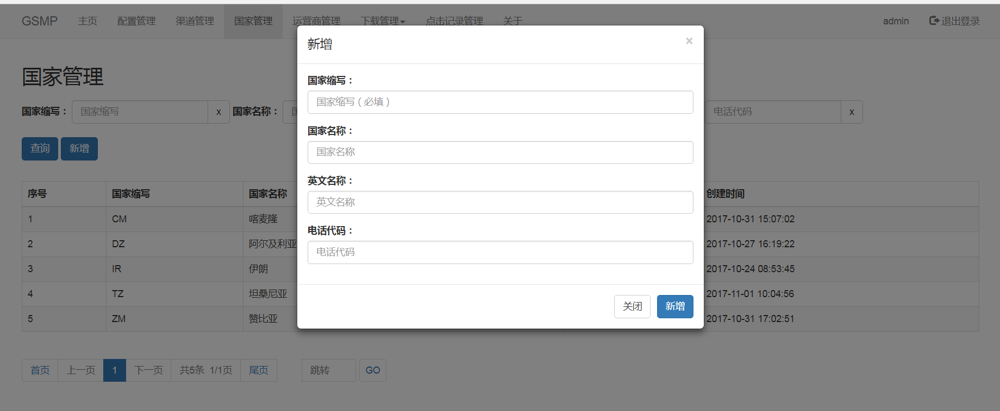 GSMP 主页 配置管理 渠道管理 国家管理 运营商管理 下载管理 点击记录管理 关于 admin 退出登录
新增 ×
国家管理
国家缩写：
国家缩写（必填）
国家名称：
国家名称
英文名称：
英文名称
电话代码：
电话代码
关闭 新增
国家缩写： 国家缩写 x 国家名称： 电话代码 x
查询 新增
序号 国家缩写 国家名称 创建时间
1 CM 喀麦隆 2017-10-31 15:07:02
2 DZ 阿尔及利亚 2017-10-27 16:19:22
3 IR 伊朗 2017-10-24 08:53:45
4 TZ 坦桑尼亚 2017-11-01 10:04:56
5 ZM 赞比亚 2017-10-31 17:02:51
首页 上一页 1 下一页 共5条 1/1页 尾页 跳转 GO